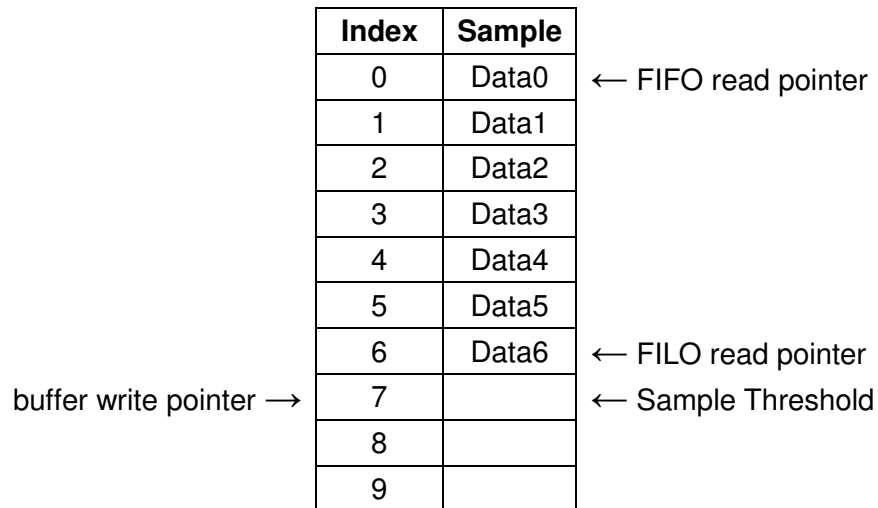 Index Sample
0 Data0 ← FIFO read pointer
1 Data1
2 Data2
3 Data3
4 Data4
5 Data5
6 Data6 ← FILO read pointer
buffer write pointer → 7 ← Sample Threshold
8
9